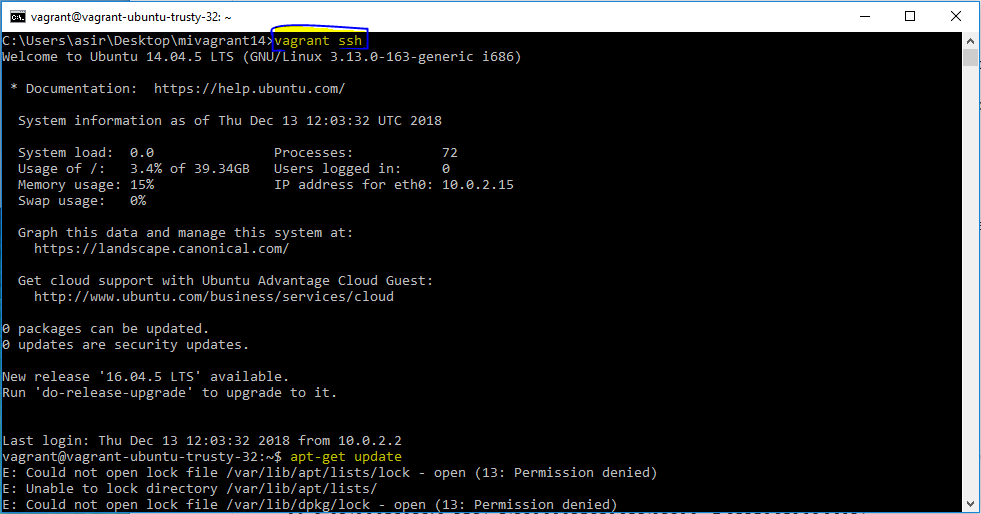 vagrant@vagrant-ubuntu-trusty-32: ~
C:\Users\asir\Desktop\mivagrant14>vagrant ssh
Welcome to Ubuntu 14.04.5 LTS (GNU/Linux 3.13.0-163-generic i686)
* Documentation:  https://help.ubuntu.com/
System information as of Thu Dec 13 12:03:32 UTC 2018
System load:  0.0               Processes:           72
Usage of /:   3.4% of 39.34GB   Users logged in:     0
Memory usage: 15%               IP address for eth0: 10.0.2.15
Swap usage:   0%
Graph this data and manage this system at:
https://landscape.canonical.com/
Get cloud support with Ubuntu Advantage Cloud Guest:
http://www.ubuntu.com/business/services/cloud
0 packages can be updated.
0 updates are security updates.
New release '16.04.5 LTS' available.
Run 'do-release-upgrade' to upgrade to it.
Last login: Thu Dec 13 12:03:32 2018 from 10.0.2.2
vagrant@vagrant-ubuntu-trusty-32:~$ apt-get update
E: Could not open lock file /var/lib/apt/lists/lock - open (13: Permission denied)
E: Unable to lock directory /var/lib/apt/lists/
E: Could not open lock file /var/lib/dpkg/lock - open (13: Permission denied)